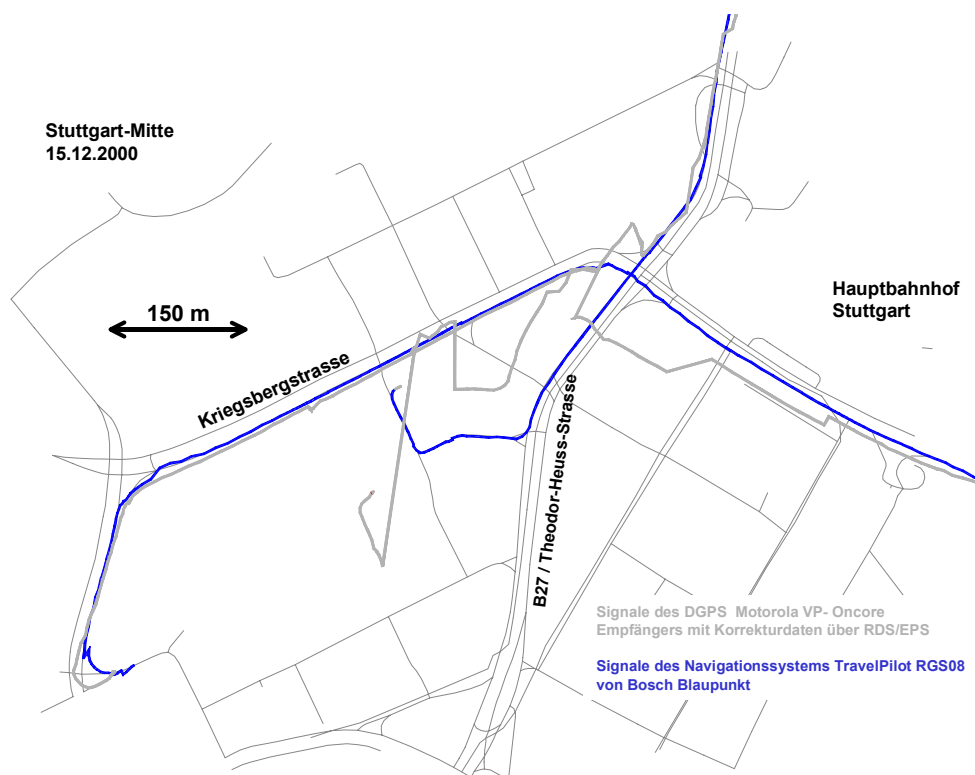 Stuttgart-Mitte
15.12.2000
150 m
Kriegsbergstrasse
Hauptbahnhof
Stuttgart
B27 / Theodor-Heuss-Strasse
Signale des DGPS Motorola VP- Oncore
Empfängers mit Korrekturdaten über RDS/EPS
Signale des Navigationssystems TravelPilot RGS08
von Bosch Blaupunkt